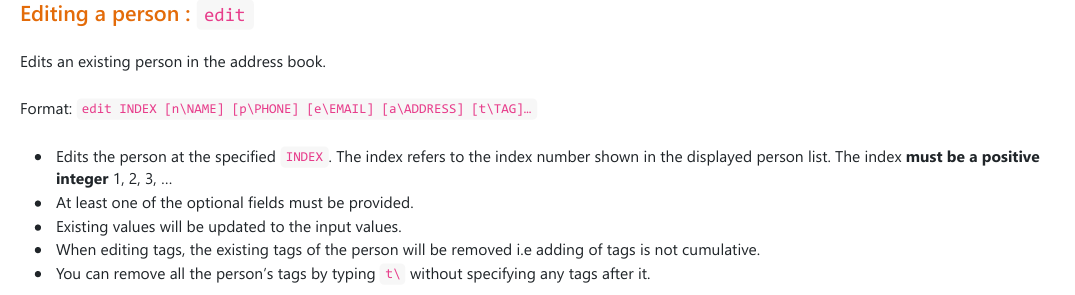 Editing a person : edit
Edits an existing person in the address book.
Format: edit INDEX [n\NAME] [p\PHONE] [e\EMAIL] [a\ADDRESS] [t\TAG]…
• Edits the person at the specified INDEX. The index refers to the index number shown in the displayed person list. The index must be a positive
integer 1, 2, 3, …
• At least one of the optional fields must be provided.
• Existing values will be updated to the input values.
• When editing tags, the existing tags of the person will be removed i.e adding of tags is not cumulative.
• You can remove all the person’s tags by typing t\ without specifying any tags after it.